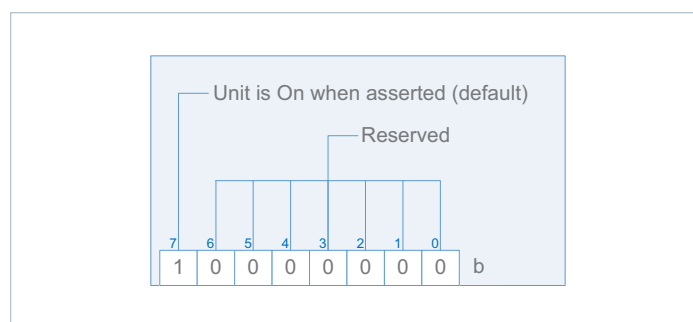 Unit is On when asserted (default)
Reserved
7 6 5 4 3 2 1 0
1 0 0 0 0 0 0 0 b